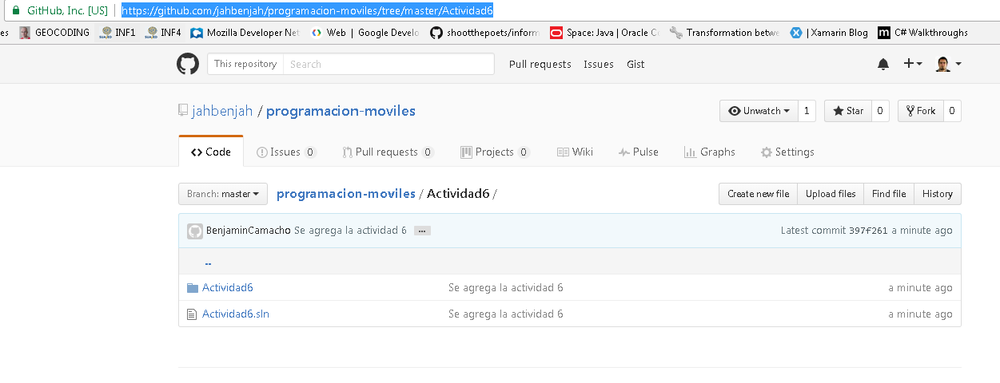 GitHub, Inc. [US] https://github.com/jahbenjah/programacion-moviles/tree/master/Actividad6
es GEOCODING INF1 INF4 Mozilla Developer Net Web | Google Develo shootthepoets/inform Space: Java | Oracle Co Transformation betwe | Xamarin Blog C# Walkthroughs
This repository Search Pull requests Issues Gist
jahbenjah / programacion-moviles Unwatch 1 Star 0 Fork 0
Code Issues 0 Pull requests 0 Projects 0 Wiki Pulse Graphs Settings
Branch: master programacion-moviles / Actividad6 / Create new file Upload files Find file History
BenjaminCamacho Se agrega la actividad 6 ... Latest commit 397f261 a minute ago
..
Actividad6 Se agrega la actividad 6 a minute ago
Actividad6.sln Se agrega la actividad 6 a minute ago